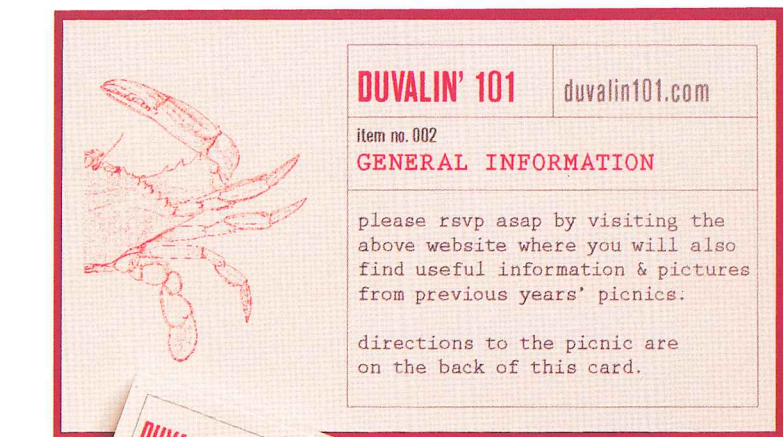 DUVALIN' 101
duvalin101.com
item no. 002
GENERAL INFORMATION
please rsvp asap by visiting the
above website where you will also
find useful information & pictures
from previous years' picnics.
directions to the picnic are
on the back of this card.